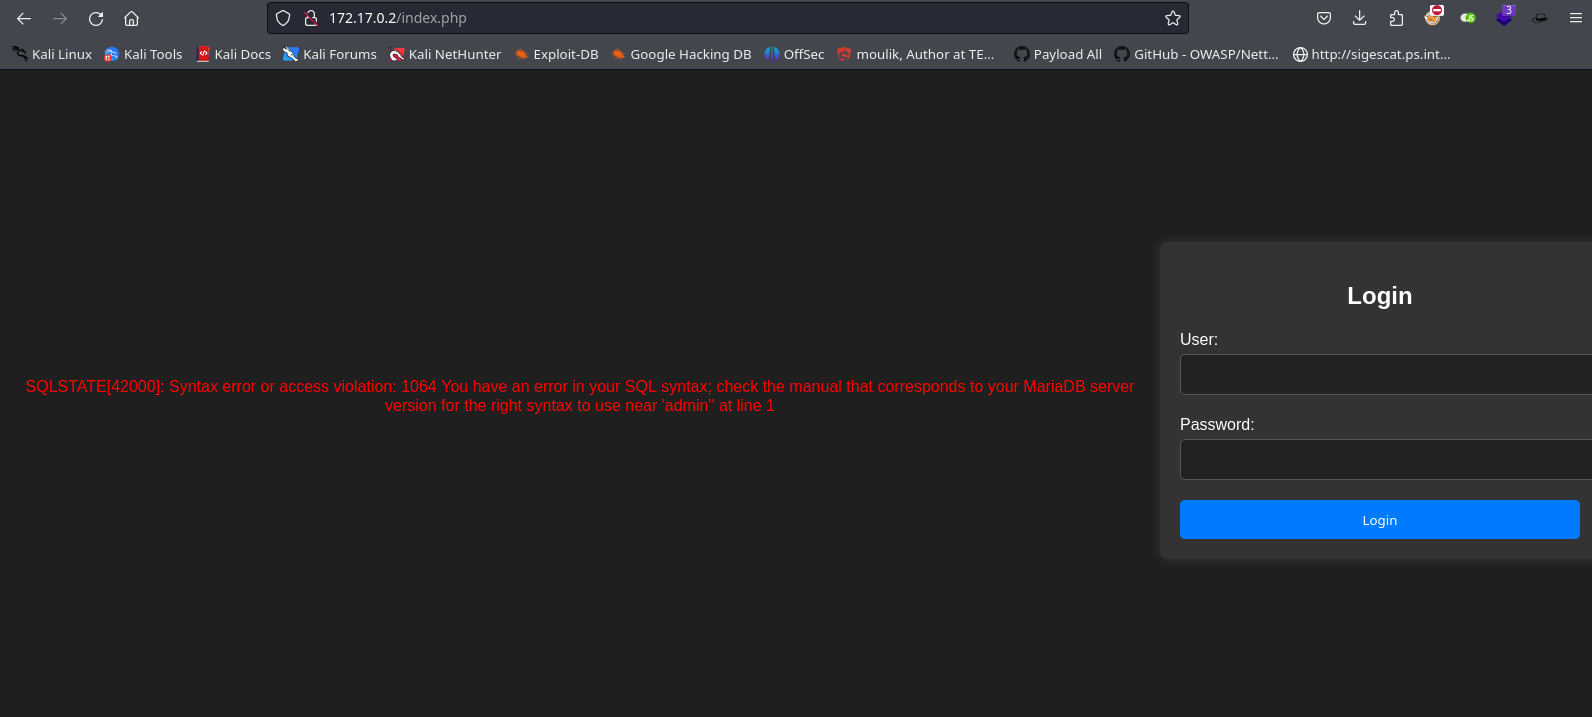 172.17.0.2/index.php
3
Kali Linux Kali Tools Kali Docs Kali Forums Kali NetHunter Exploit-DB Google Hacking DB OffSec moulik, Author at TE... Payload All GitHub - OWASP/Nett... http://sigescat.ps.int...
Login
User:
SQLSTATE[42000]: Syntax error or access violation: 1064 You have an error in your SQL syntax; check the manual that corresponds to your MariaDB server
version for the right syntax to use near 'admin'' at line 1
Password:
Login